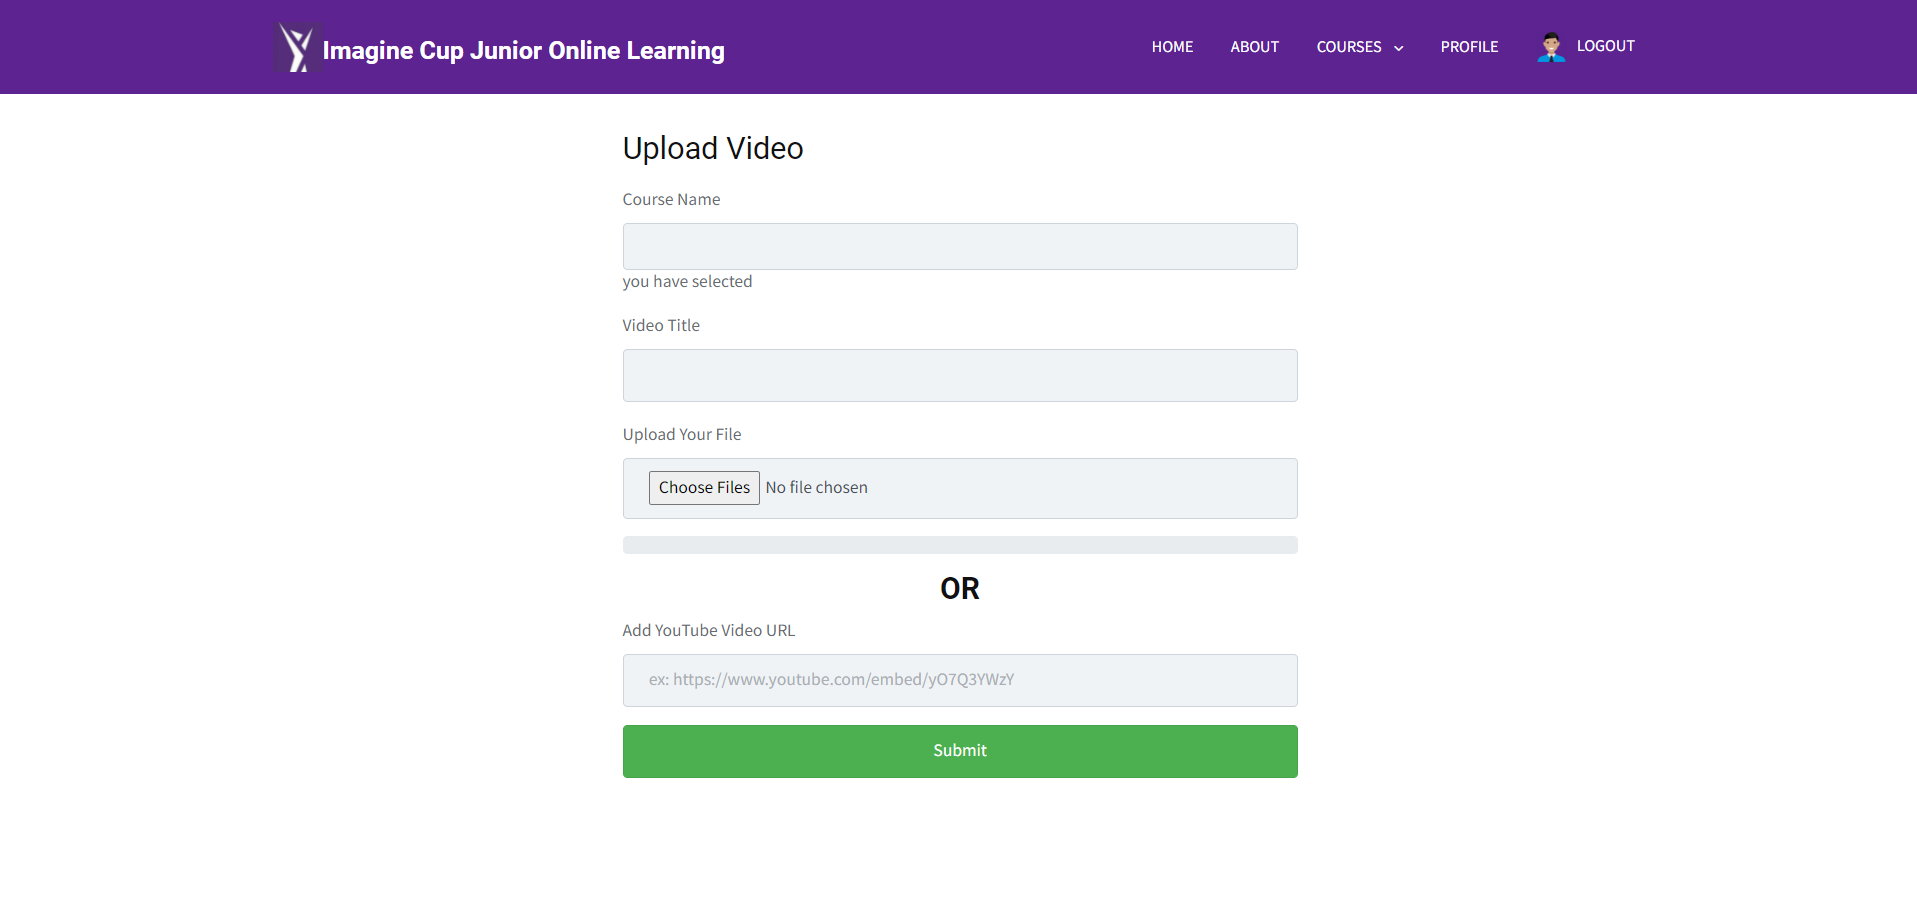 Imagine Cup Junior Online Learning
HOME ABOUT COURSES PROFILE LOGOUT
Upload Video
Course Name
you have selected
Video Title
Upload Your File
Choose Files No file chosen
OR
Add YouTube Video URL
ex: https://www.youtube.com/embed/yO7Q3YWzY
Submit